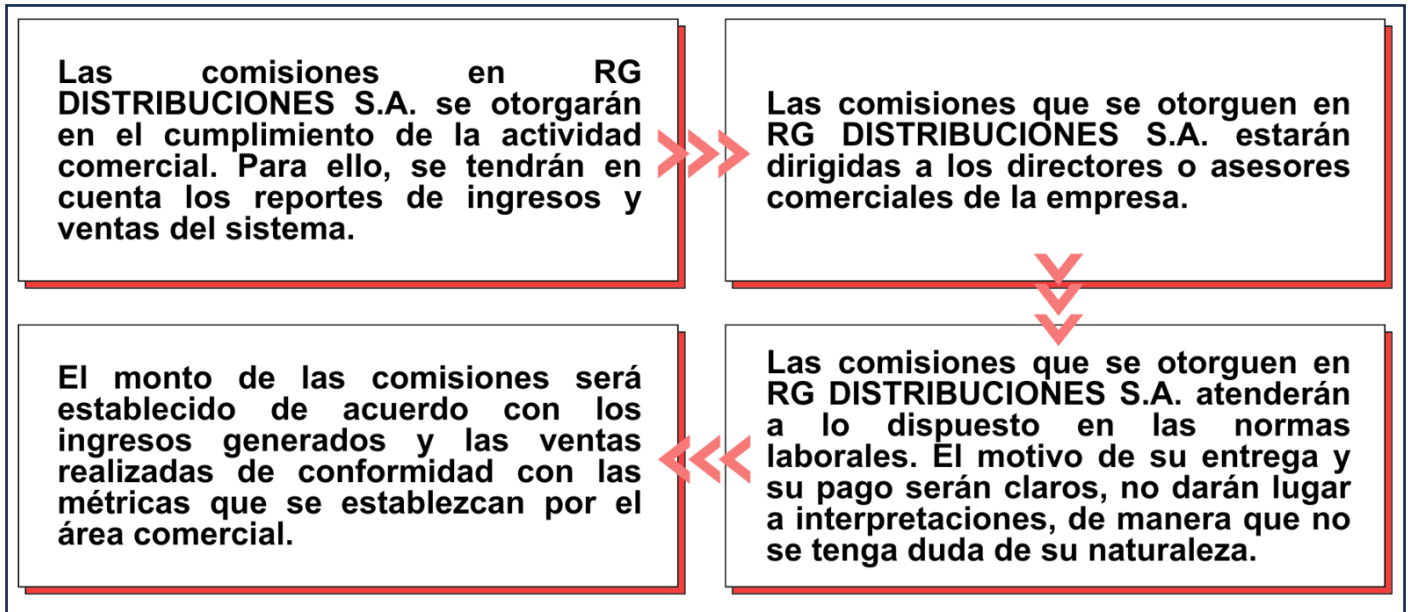 Las comisiones en RG
DISTRIBUCIONES S.A. se otorgarán
en el cumplimiento de la actividad
comercial. Para ello, se tendrán en
cuenta los reportes de ingresos y
ventas del sistema.
Las comisiones que se otorguen en
RG DISTRIBUCIONES S.A. estarán
dirigidas a los directores o asesores
comerciales de la empresa.
Las comisiones que se otorguen en
RG DISTRIBUCIONES S.A. atenderán
a lo dispuesto en las normas
laborales. El motivo de su entrega y
su pago serán claros, no darán lugar
a interpretaciones, de manera que no
se tenga duda de su naturaleza.
El monto de las comisiones será
establecido de acuerdo con los
ingresos generados y las ventas
realizadas de conformidad con las
métricas que se establezcan por el
área comercial.